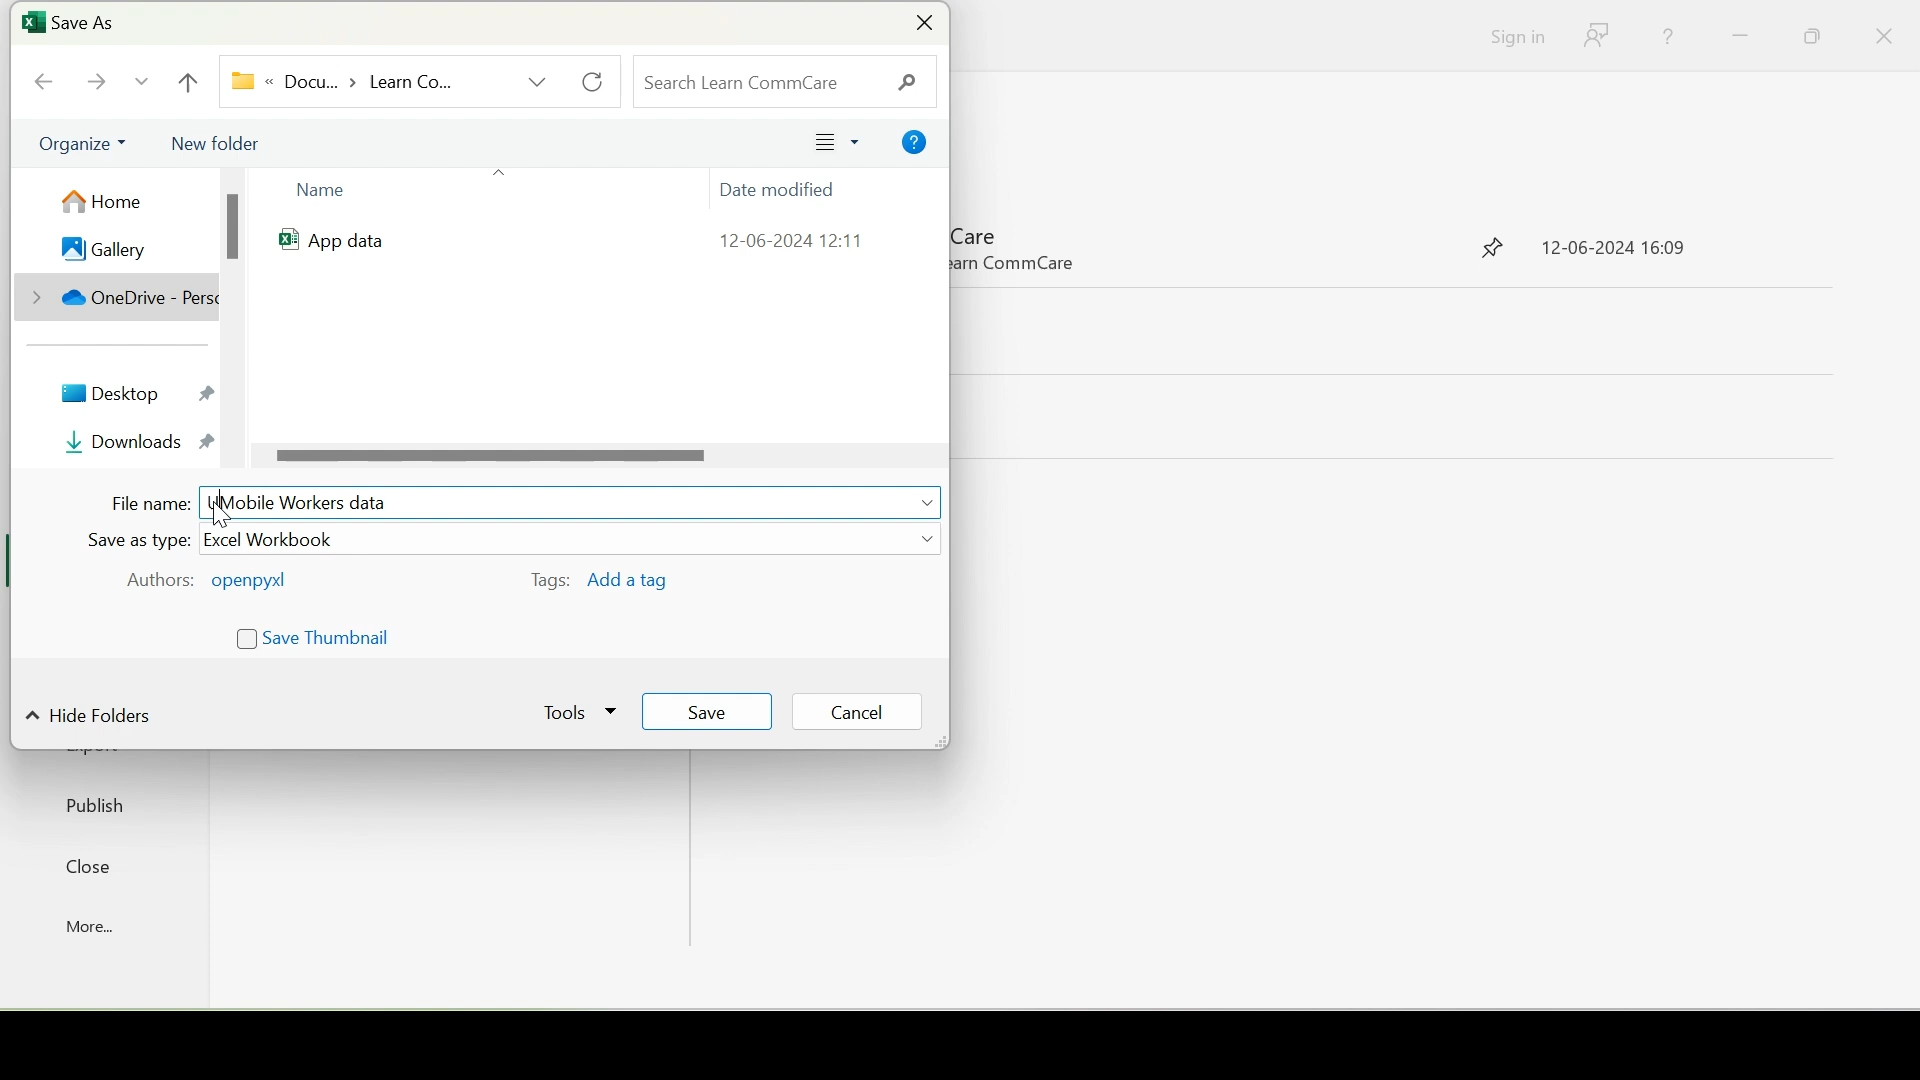 Save As
Sign in
?
« Docu... > Learn Co...
Search Learn CommCare
Organize
New folder
?
Home
Gallery
OneDrive - Pers
Desktop
Downloads
Name
Date modified
App data
12-06-2024 12:11
Care
earn CommCare
12-06-2024 16:09
File name: UMobile Workers data
Save as type: Excel Workbook
Authors: openpyxl
Tags: Add a tag
Save Thumbnail
Hide Folders
Tools
Save
Cancel
Publish
Close
More...